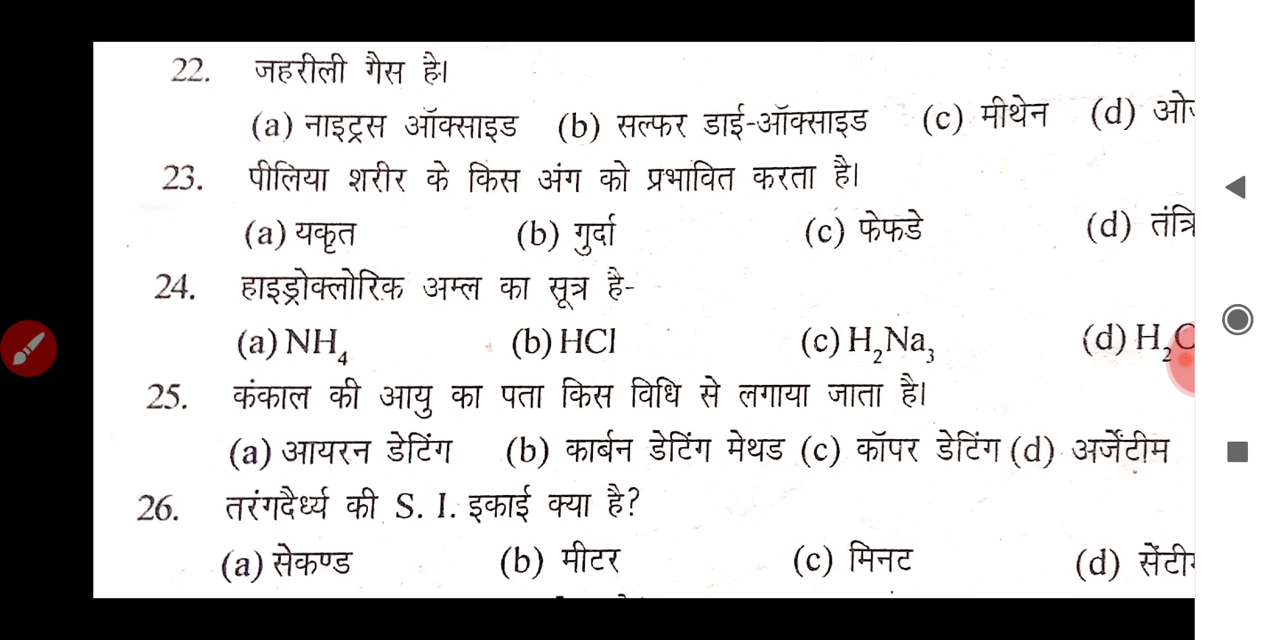 22. जहरीली गैस है।
(a) नाइट्रस ऑक्साइड (b) सल्फर डाई-ऑक्साइड (c) मीथेन (d)
23. पीलिया शरीर के किस अंग को प्रभावित करता है।
(a) यकृत (b) गुर्दा (c) फेफडे (d)
24. हाइड्रोक्लोरिक अम्ल का सूत्र है-
(a) NH₄ (b) HCl (c) H₂Na₃ (d)
25. कंकाल की आयु का पता किस विधि से लगाया जाता है।
(a) आयरन डेटिंग (b) कार्बन डेटिंग मेथड (c) कॉपर डेटिंग (d) अर्जेंटीम
26. तरंगदैर्ध्य की S. I. इकाई क्या है?
(a) सेकण्ड (b) मीटर (c) मिनट (d)